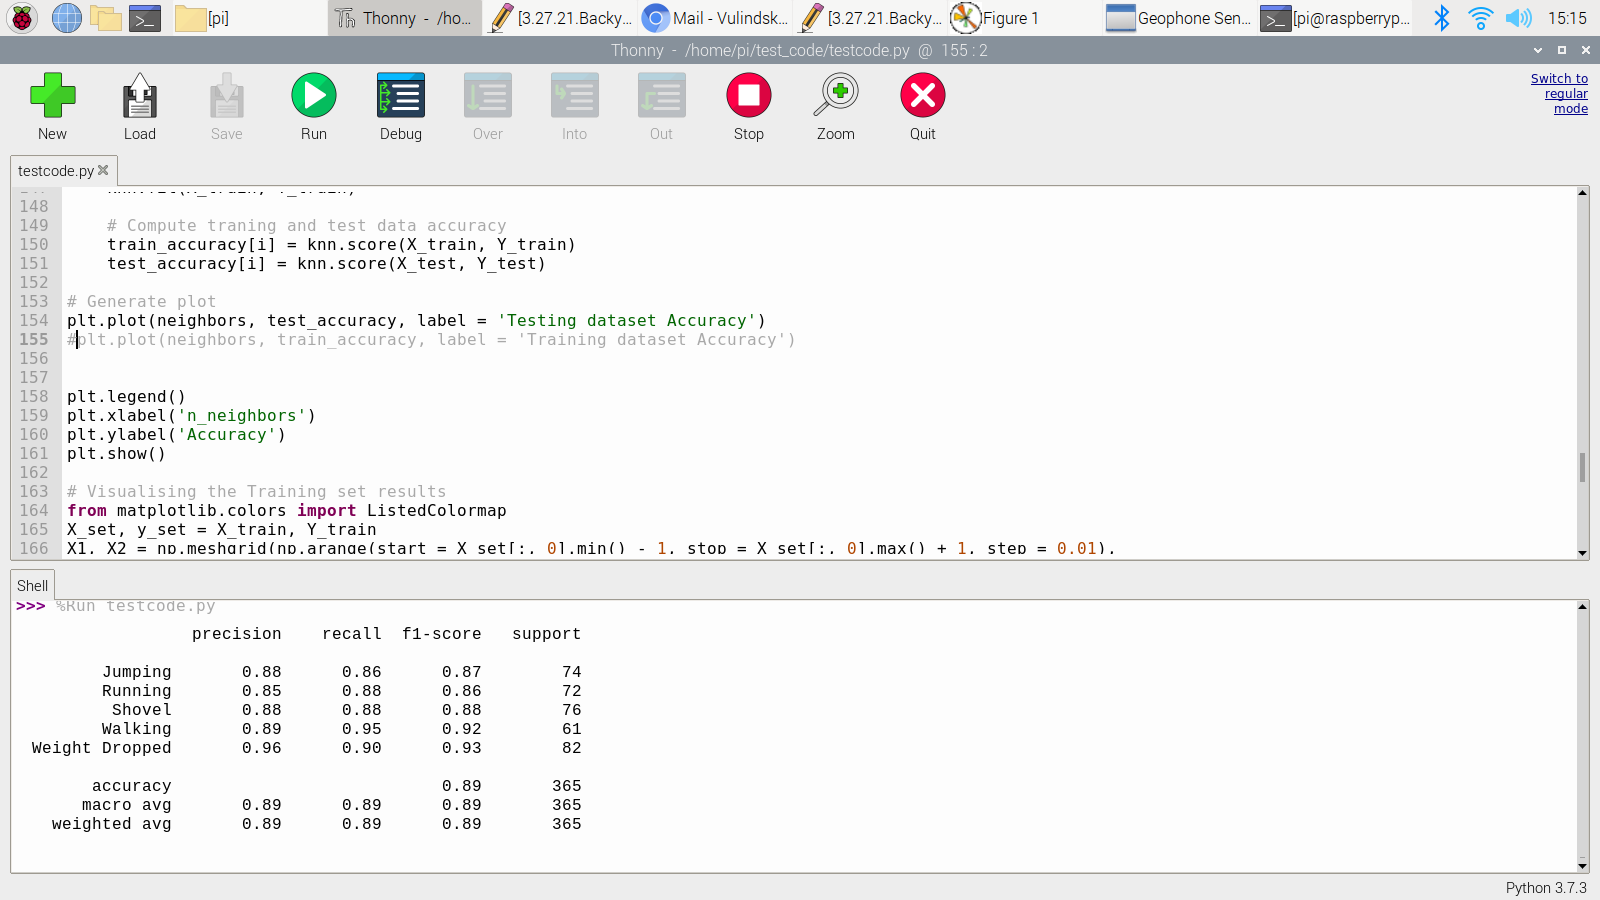 [pi]
Thonny - /ho...
[3.27.21.Backy...
Mail - Vulindsk...
[3.27.21.Backy...
Figure 1
Geophone Sen...
[pi@raspberryp...
15:15
Thonny - /home/pi/test_code/testcode.py @ 155 : 2
New
Load
Save
Run
Debug
Over
Into
Out
Stop
Zoom
Quit
Switch to
regular
mode
testcode.py
148
149 # Compute traning and test data accuracy
150 train_accuracy[i] = knn.score(X_train, Y_train)
151 test_accuracy[i] = knn.score(X_test, Y_test)
152
153 # Generate plot
154 plt.plot(neighbors, test_accuracy, label = 'Testing dataset Accuracy')
155 #plt.plot(neighbors, train_accuracy, label = 'Training dataset Accuracy')
156
157
158 plt.legend()
159 plt.xlabel('n_neighbors')
160 plt.ylabel('Accuracy')
161 plt.show()
162
163 # Visualising the Training set results
164 from matplotlib.colors import ListedColormap
165 X_set, y_set = X_train, Y_train
166 X1, X2 = np.meshgrid(np.arange(start = X_set[:, 0].min() - 1, stop = X_set[:, 0].max() + 1, step = 0.01),
Shell
>>> %Run testcode.py
precision recall f1-score support
Jumping 0.88 0.86 0.87 74
Running 0.85 0.88 0.86 72
Shovel 0.88 0.88 0.88 76
Walking 0.89 0.95 0.92 61
Weight Dropped 0.96 0.90 0.93 82
accuracy 0.89 365
macro avg 0.89 0.89 0.89 365
weighted avg 0.89 0.89 0.89 365
Python 3.7.3